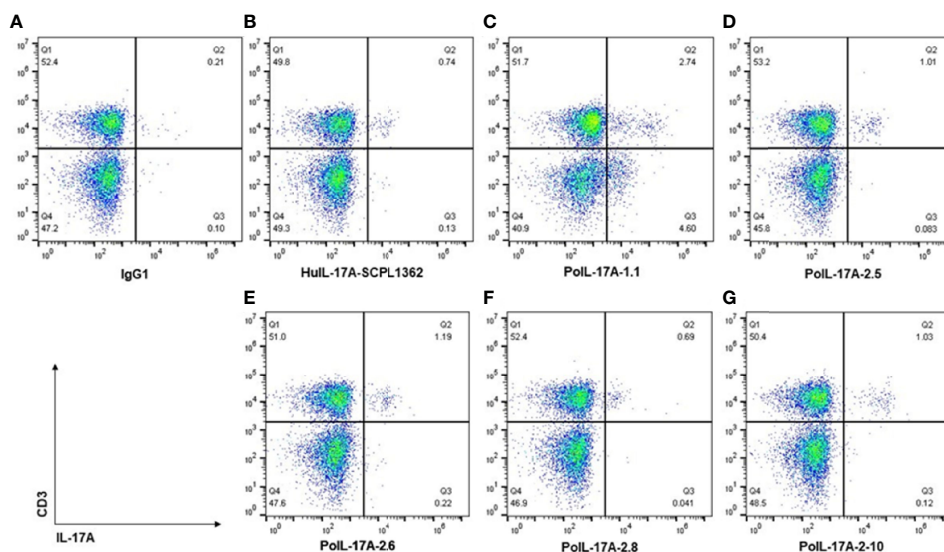 A
B
C
D
Q1
52.4
Q2
0.21
Q4
47.2
Q3
0.10
IgG1
Q1
49.8
Q2
0.74
Q4
49.3
Q3
0.13
HuIL-17A-SCPL1362
Q1
51.7
Q2
2.74
Q4
40.9
Q3
4.60
PoIL-17A-1.1
Q1
53.2
Q2
1.01
Q4
45.8
Q3
0.083
PoIL-17A-2.5
E
F
G
CD3
IL-17A
Q1
51.0
Q2
1.19
Q4
47.6
Q3
0.22
PoIL-17A-2.6
Q1
52.4
Q2
0.69
Q4
46.9
Q3
0.041
PoIL-17A-2.8
Q1
50.4
Q2
1.03
Q4
48.5
Q3
0.12
PoIL-17A-2-10